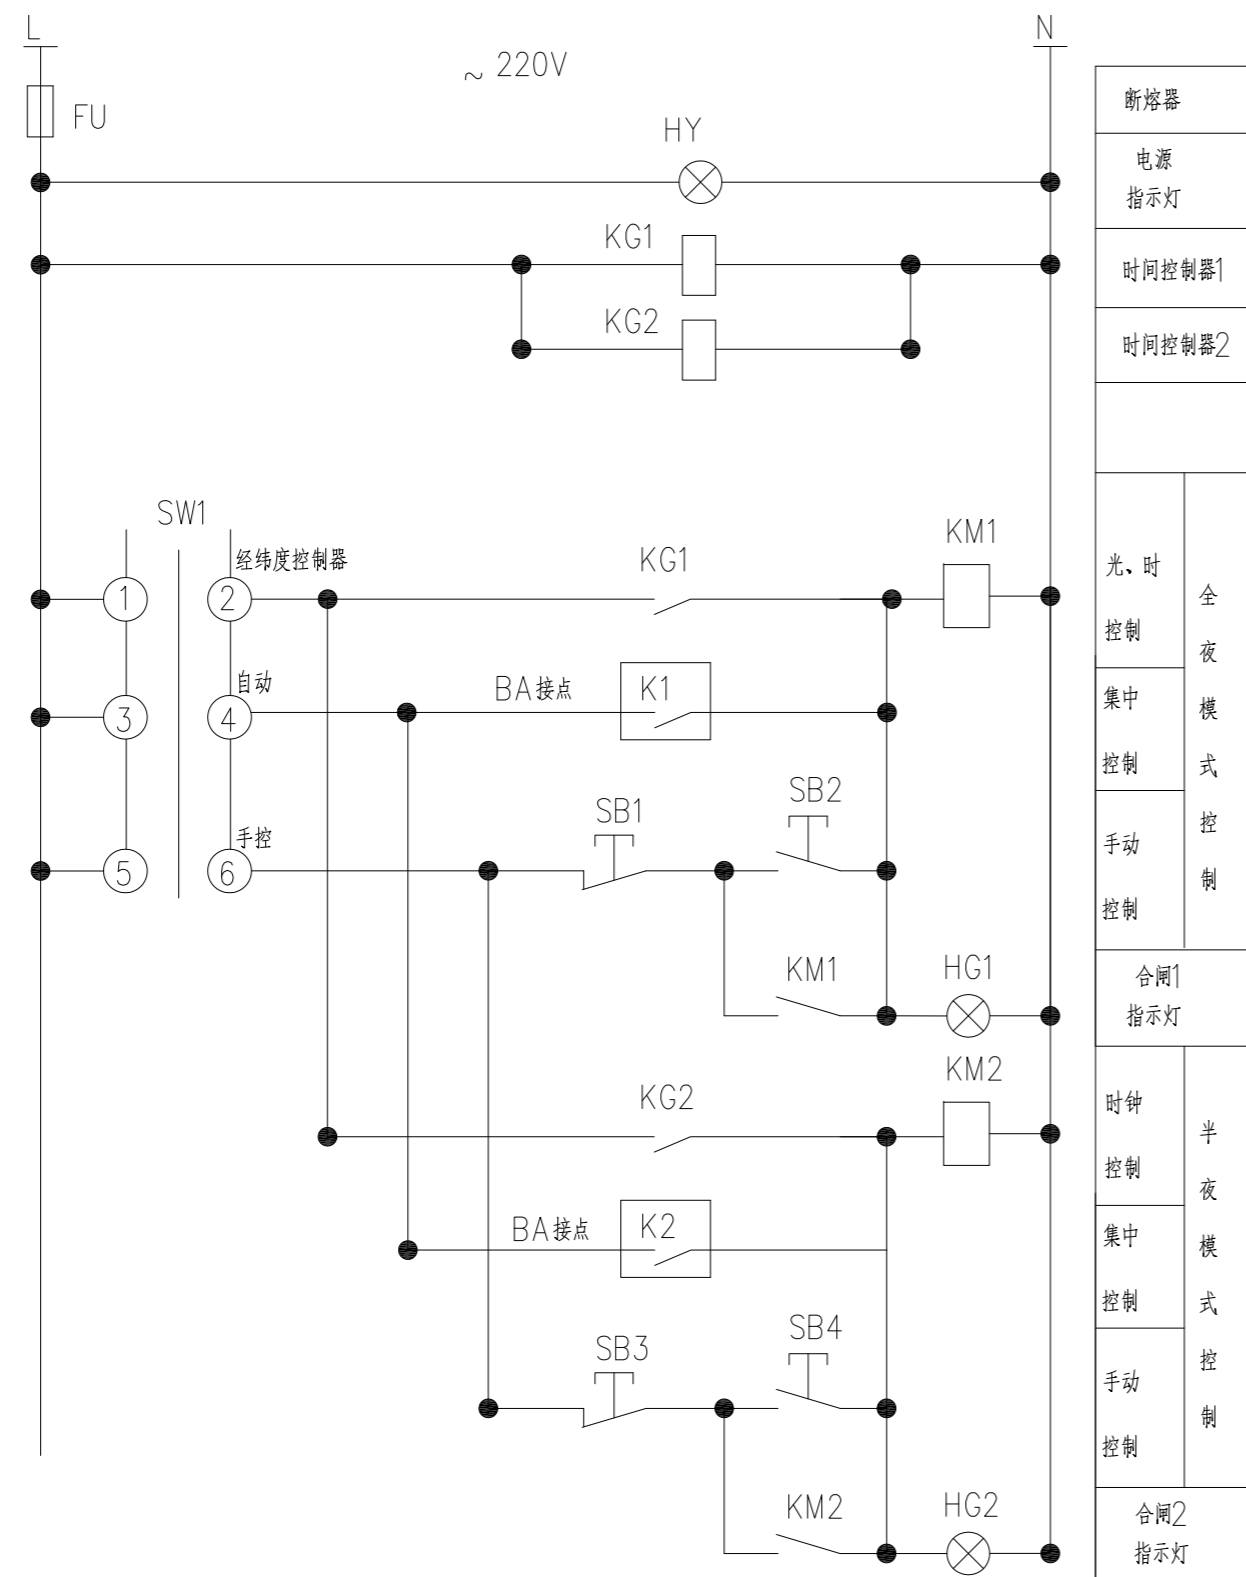 L
N
~ 220V
FU
断熔器
HY
电源
指示灯
KG1
时间控制器1
KG2
时间控制器2
SW1
经纬度控制器
KG1
KM1
1
2
光、时
控制
全夜模式控制
自动
BA接点
K1
3
4
集中
控制
SB1
SB2
手控
5
6
手动
控制
KM1
HG1
合闸1
指示灯
KG2
KM2
时钟
控制
半夜模式控制
BA接点
K2
集中
控制
SB3
SB4
手动
控制
KM2
HG2
合闸2
指示灯